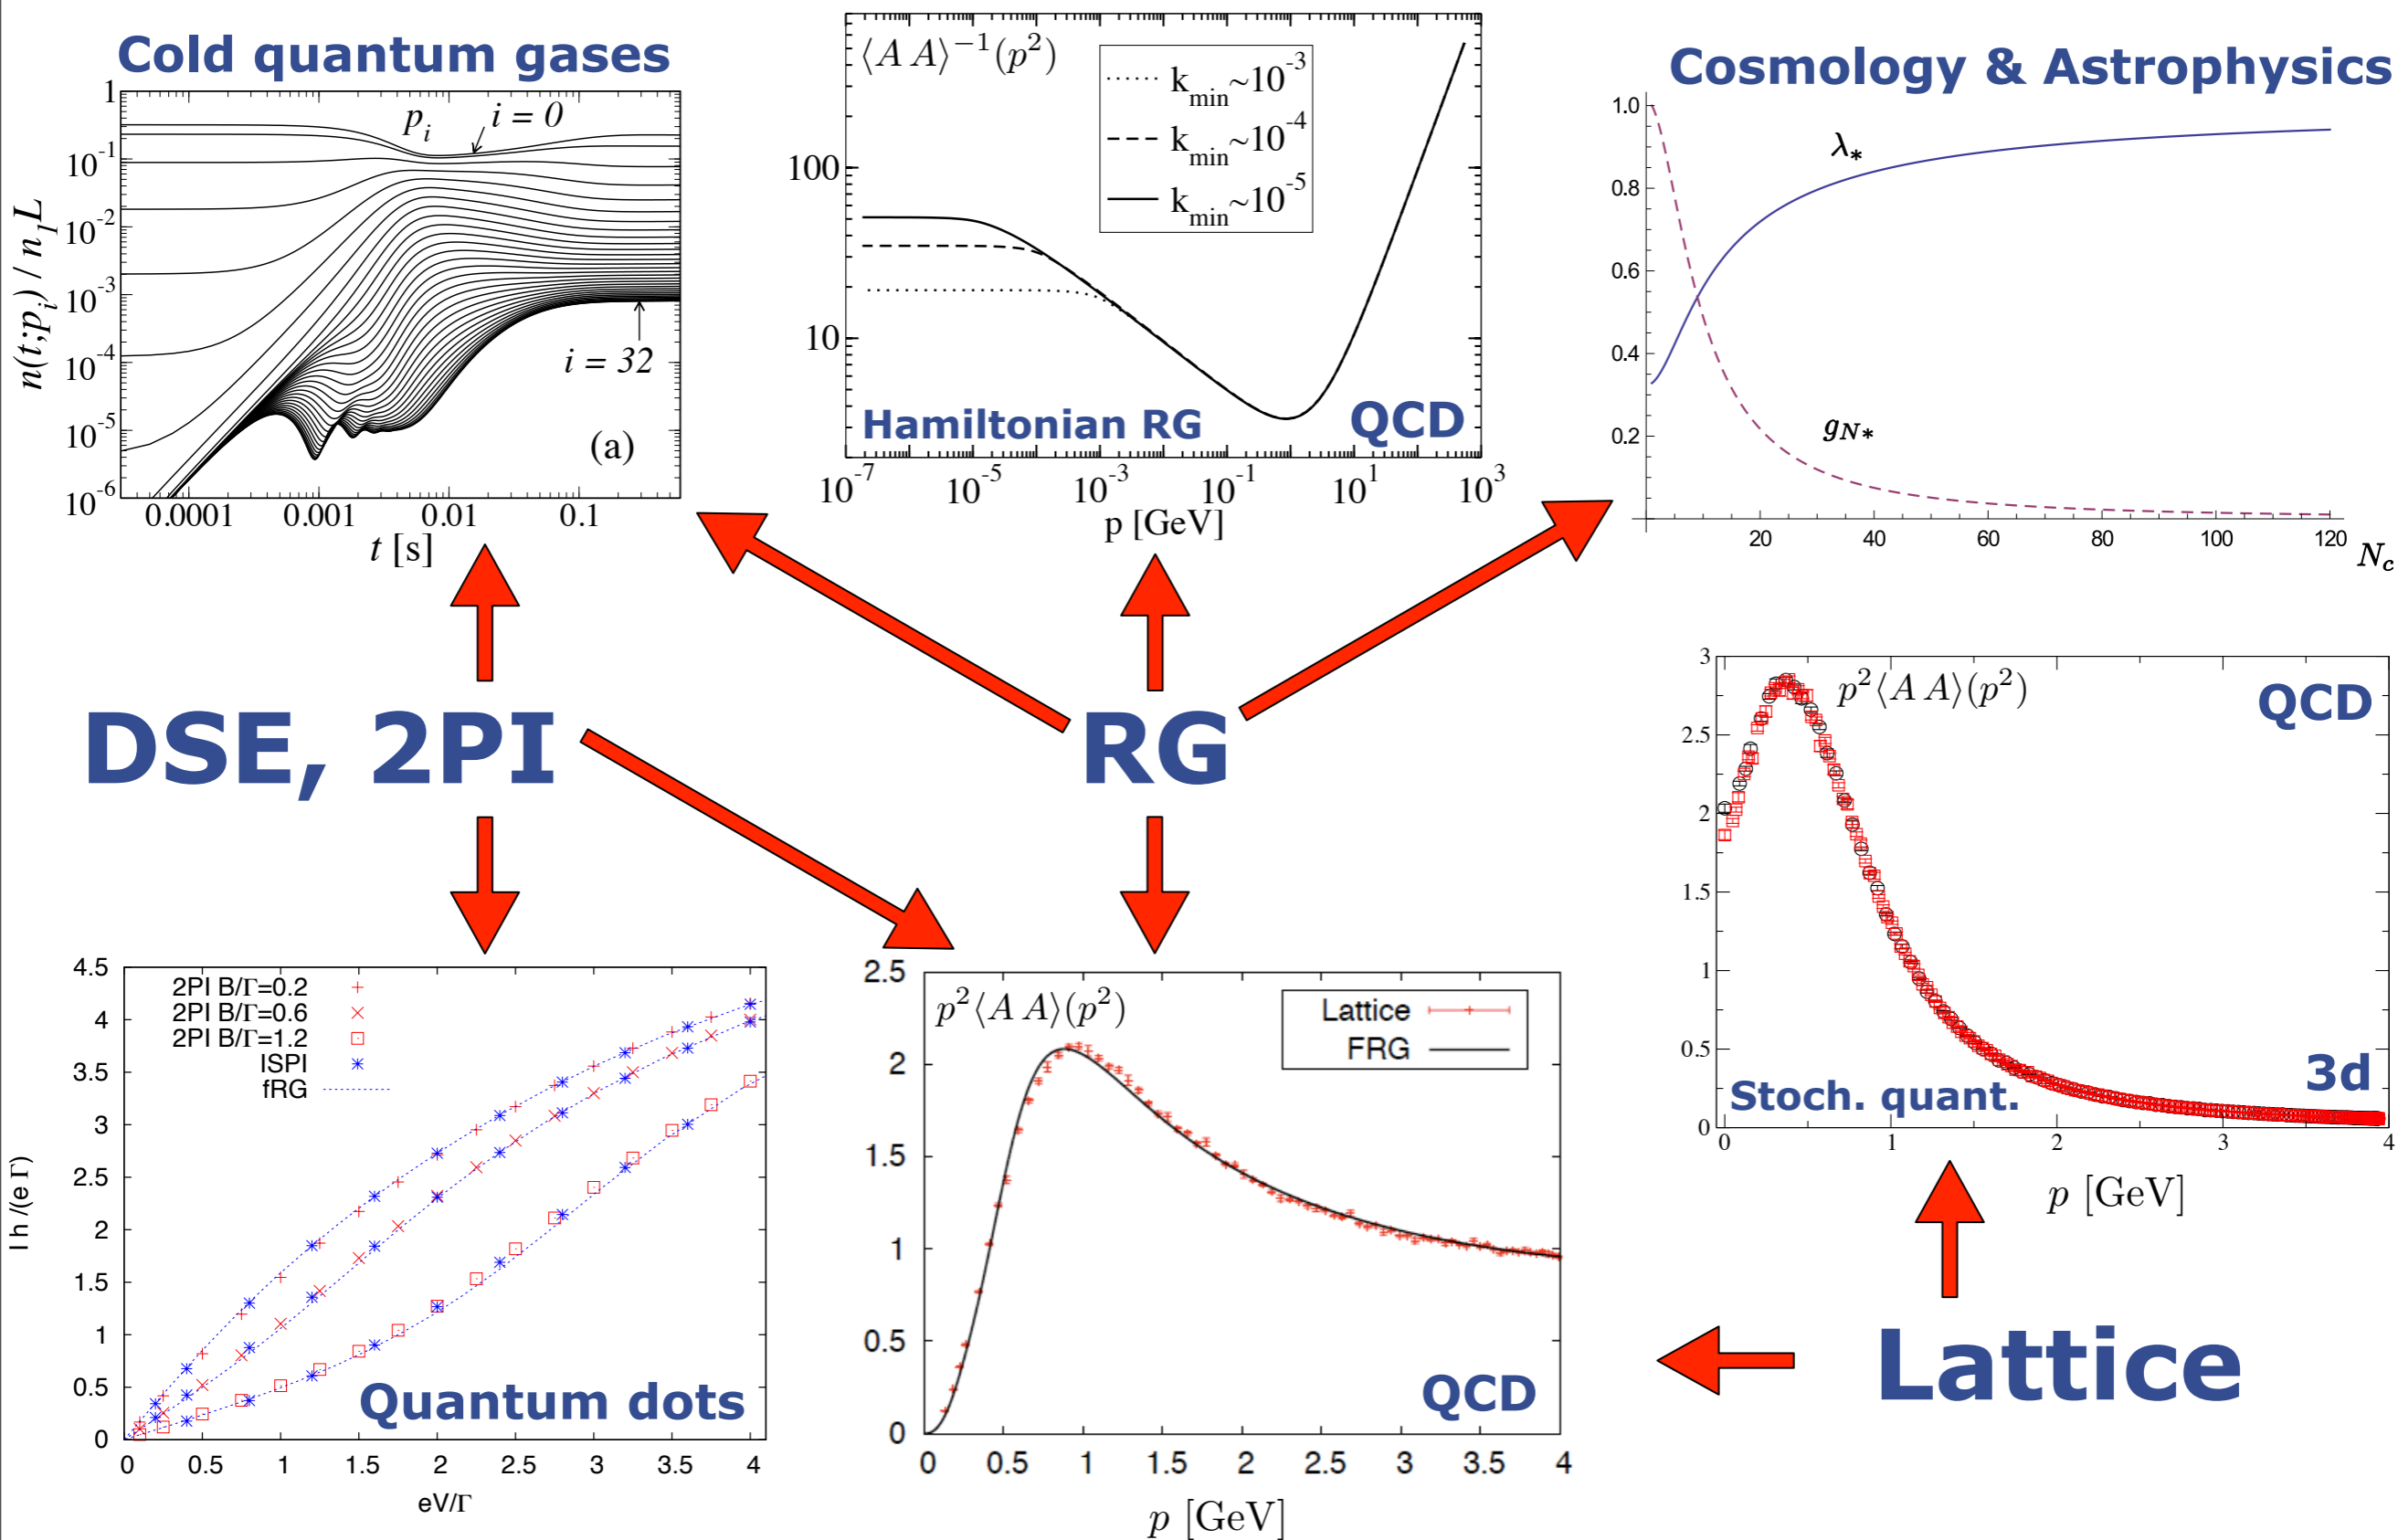 Cold quantum gases
1
10^-1
10^-2
10^-3
10^-4
10^-5
10^-6
n(t;p_i) / n_1 L
p_i
i = 0
i = 32
(a)
0.0001 0.001 0.01 0.1
t [s]
⟨A A⟩^{-1}(p^2)
k_min~10^-3
k_min~10^-4
k_min~10^-5
100
10
Hamiltonian RG
QCD
10^-7 10^-5 10^-3 10^-1 10^1 10^3
p [GeV]
Cosmology & Astrophysics
1.0
0.8
0.6
0.4
0.2
λ_*
g_N*
20 40 60 80 100 120
N_c
DSE, 2PI
RG
3
2.5
2
1.5
1
0.5
0
p^2⟨A A⟩(p^2)
QCD
3d
Stoch. quant.
0 1 2 3 4
p [GeV]
4.5
4
3.5
3
2.5
2
1.5
1
0.5
0
I h /(e Γ)
2PI B/Γ=0.2
2PI B/Γ=0.6
2PI B/Γ=1.2
ISPI
fRG
Quantum dots
0 0.5 1 1.5 2 2.5 3 3.5 4
eV/Γ
2.5
2
1.5
1
0.5
0
p^2⟨A A⟩(p^2)
Lattice
FRG
QCD
0 0.5 1 1.5 2 2.5 3 3.5 4
p [GeV]
Lattice